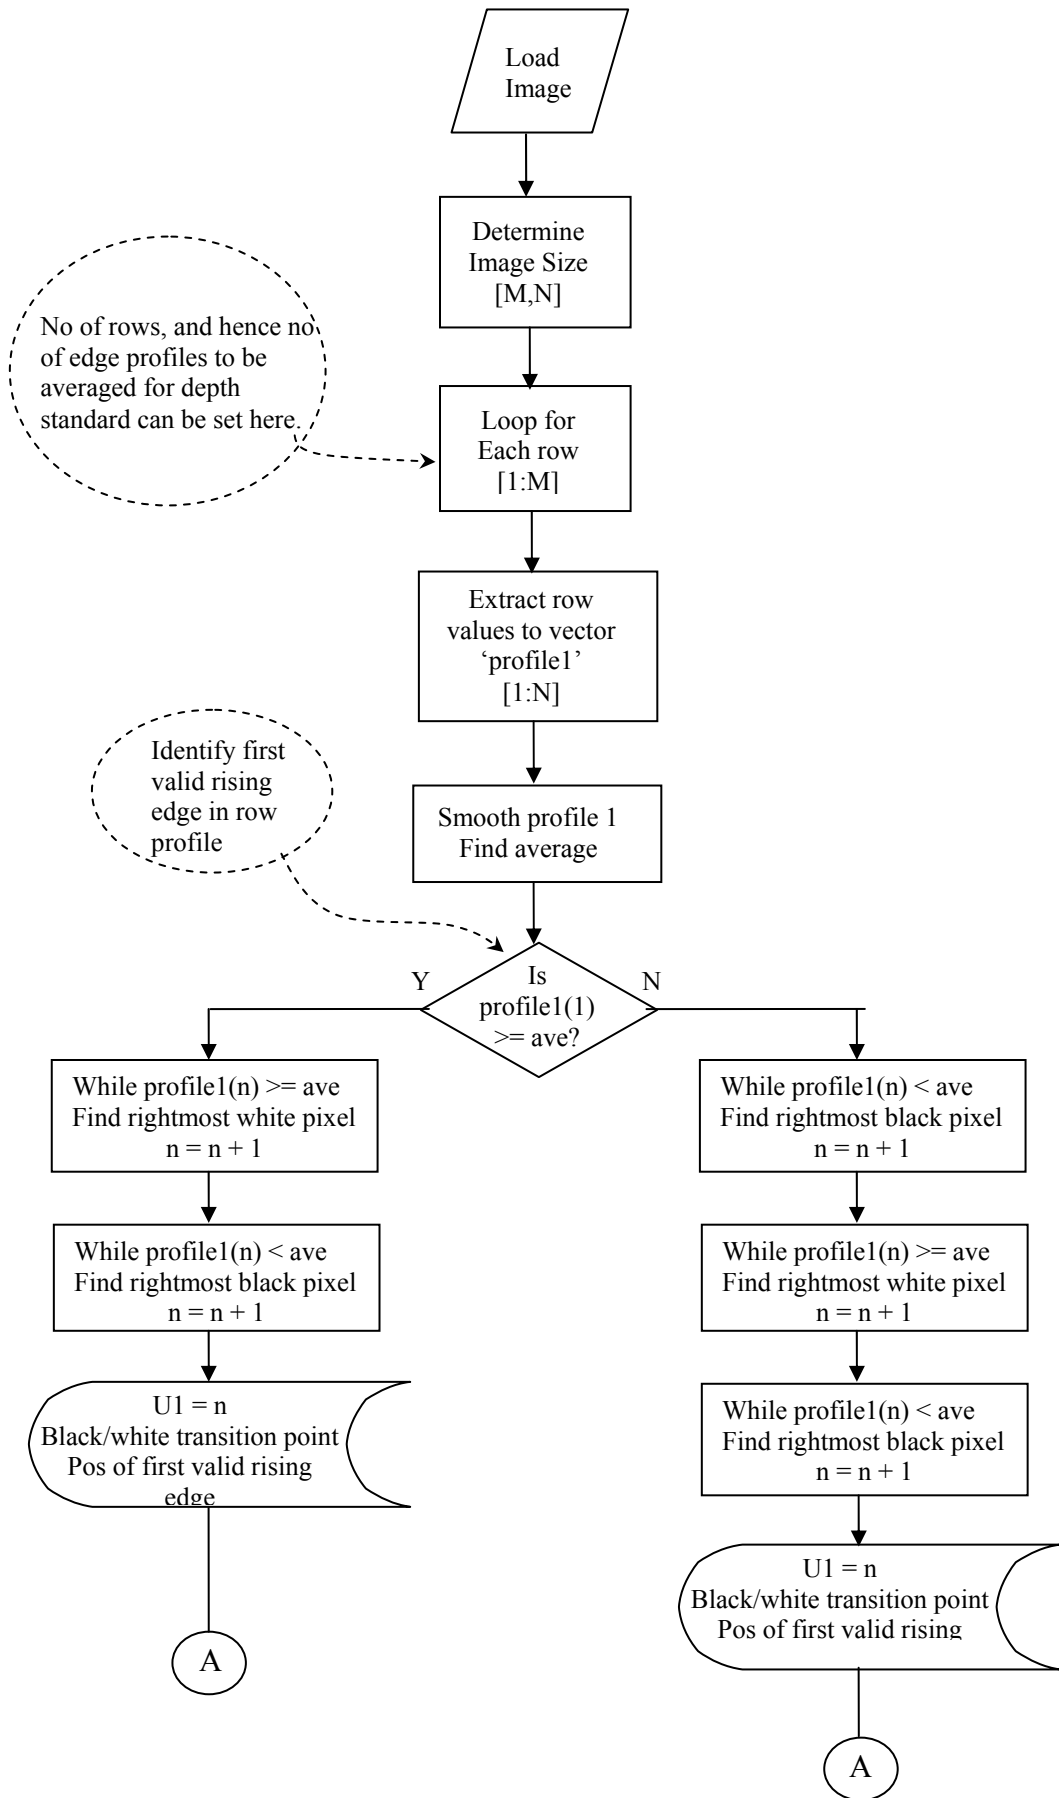 Load
Image
Determine
Image Size
[M,N]
No of rows, and hence no
of edge profiles to be
averaged for depth
standard can be set here.
Loop for
Each row
[1:M]
Extract row
values to vector
‘profile1’
[1:N]
Identify first
valid rising
edge in row
profile
Smooth profile 1
Find average
Y
Is
profile1(1)
>= ave?
N
While profile1(n) >= ave
Find rightmost white pixel
n = n + 1
While profile1(n) < ave
Find rightmost black pixel
n = n + 1
U1 = n
Black/white transition point
Pos of first valid rising
edge
A
While profile1(n) < ave
Find rightmost black pixel
n = n + 1
While profile1(n) >= ave
Find rightmost white pixel
n = n + 1
While profile1(n) < ave
Find rightmost black pixel
n = n + 1
U1 = n
Black/white transition point
Pos of first valid rising
A